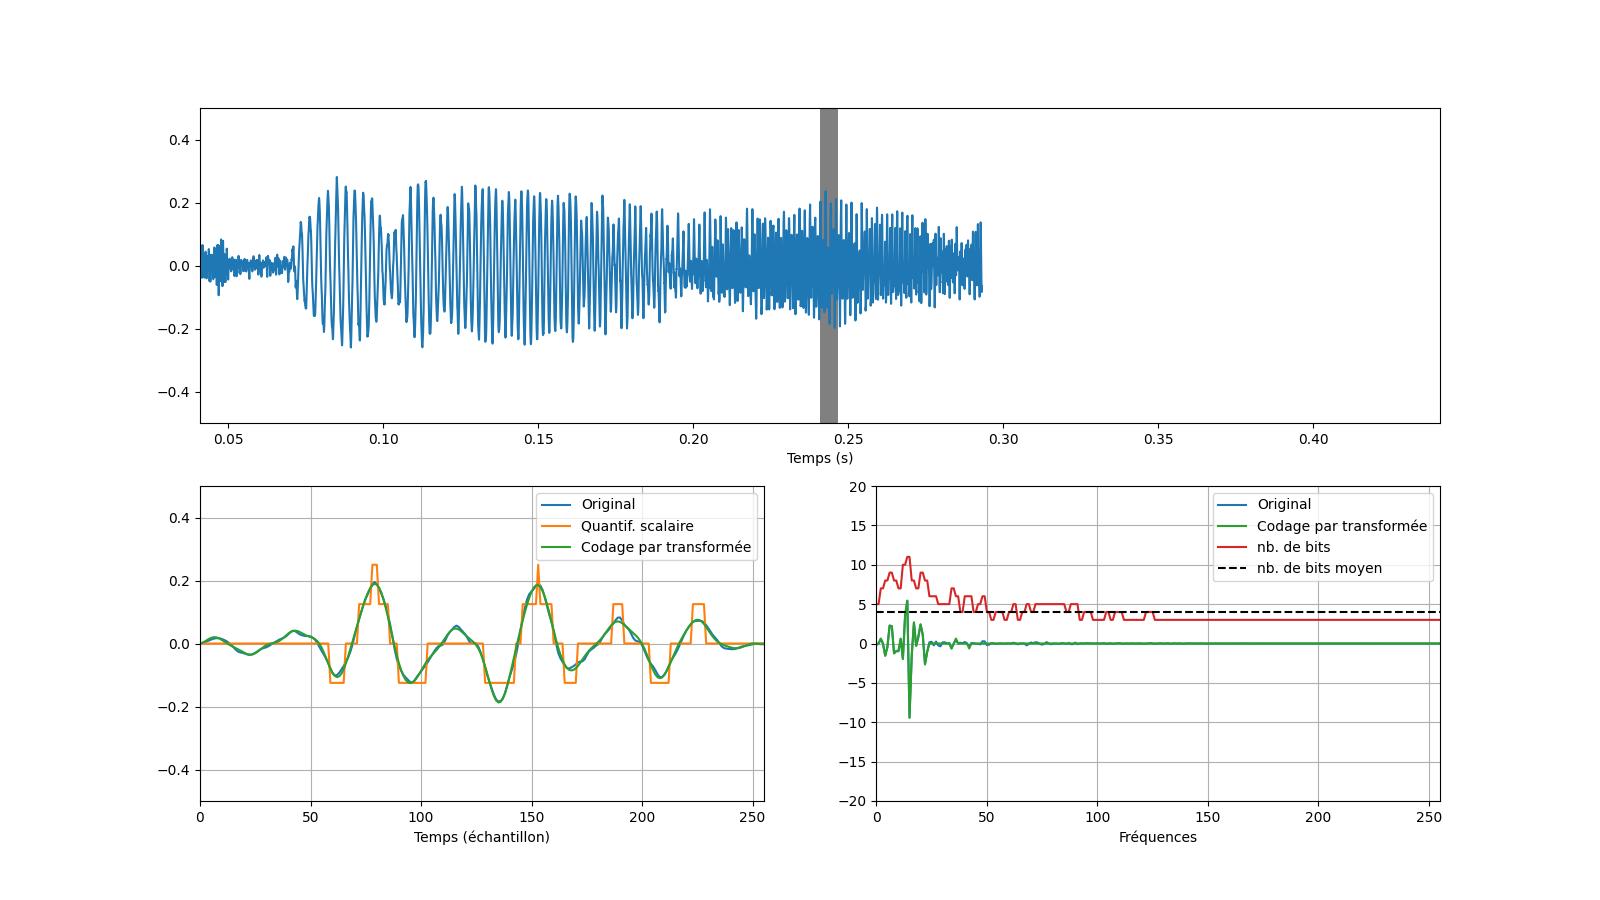 0.4
0.2
0.0
−0.2
−0.4
0.05 0.10 0.15 0.20 0.25 0.30 0.35 0.40
Temps (s)
0.4
0.2
0.0
−0.2
−0.4
0 50 100 150 200 250
Temps (échantillon)
Original
Quantif. scalaire
Codage par transformée
20
15
10
5
0
−5
−10
−15
−20
0 50 100 150 200 250
Fréquences
Original
Codage par transformée
nb. de bits
nb. de bits moyen